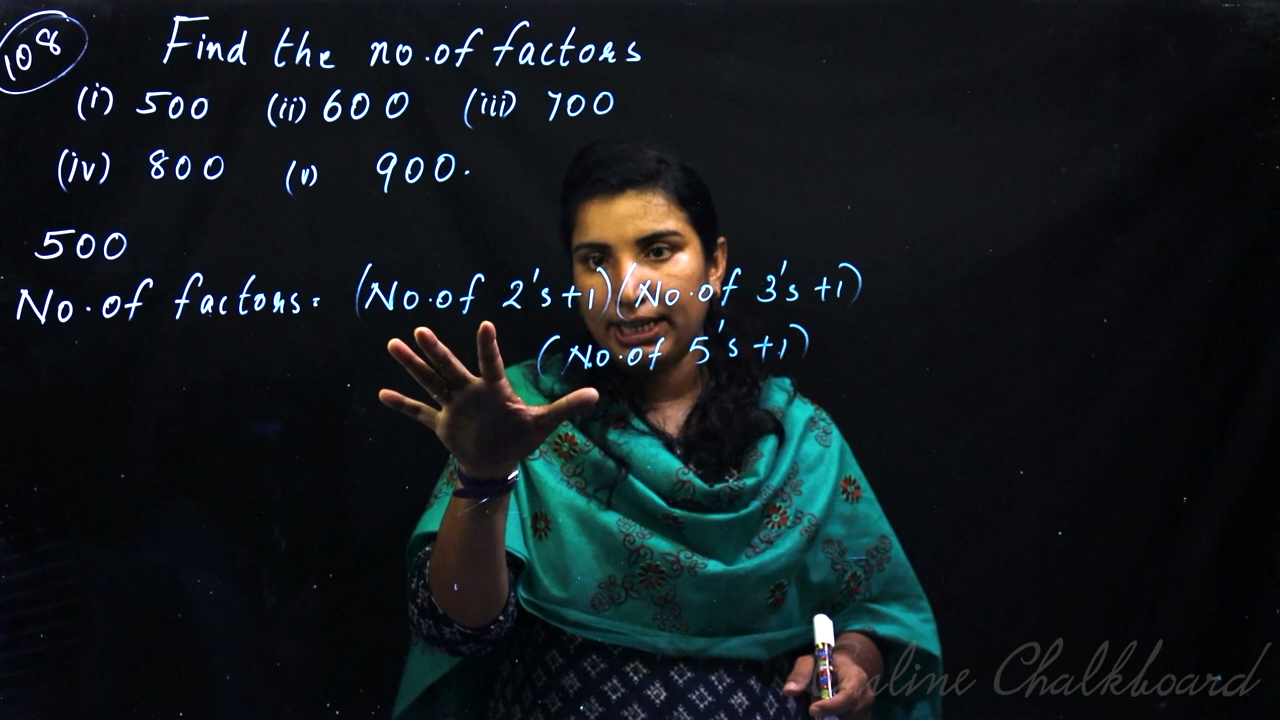 108
Find the no.of factors
(i) 500 (ii) 600 (iii) 700
(iv) 800 (v) 900.
500
No.of factors = (No.of 2's+1)(No.of 3's +1)
(No.of 5's +1)
Online Chalkboard